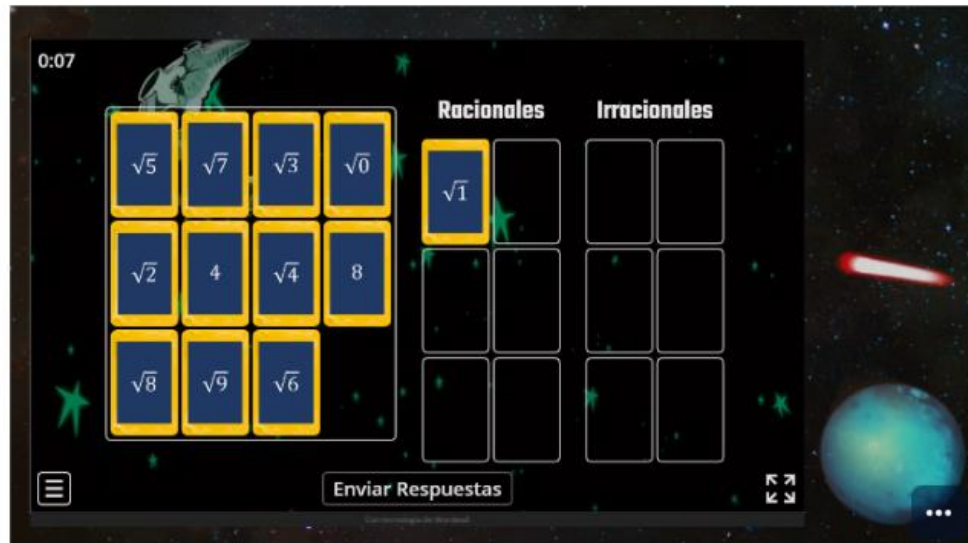 0:07
Racionales Irracionales
√5 √7 √3 √0
√1
√2 4 √4 8
√8 √9 √6
Enviar Respuestas